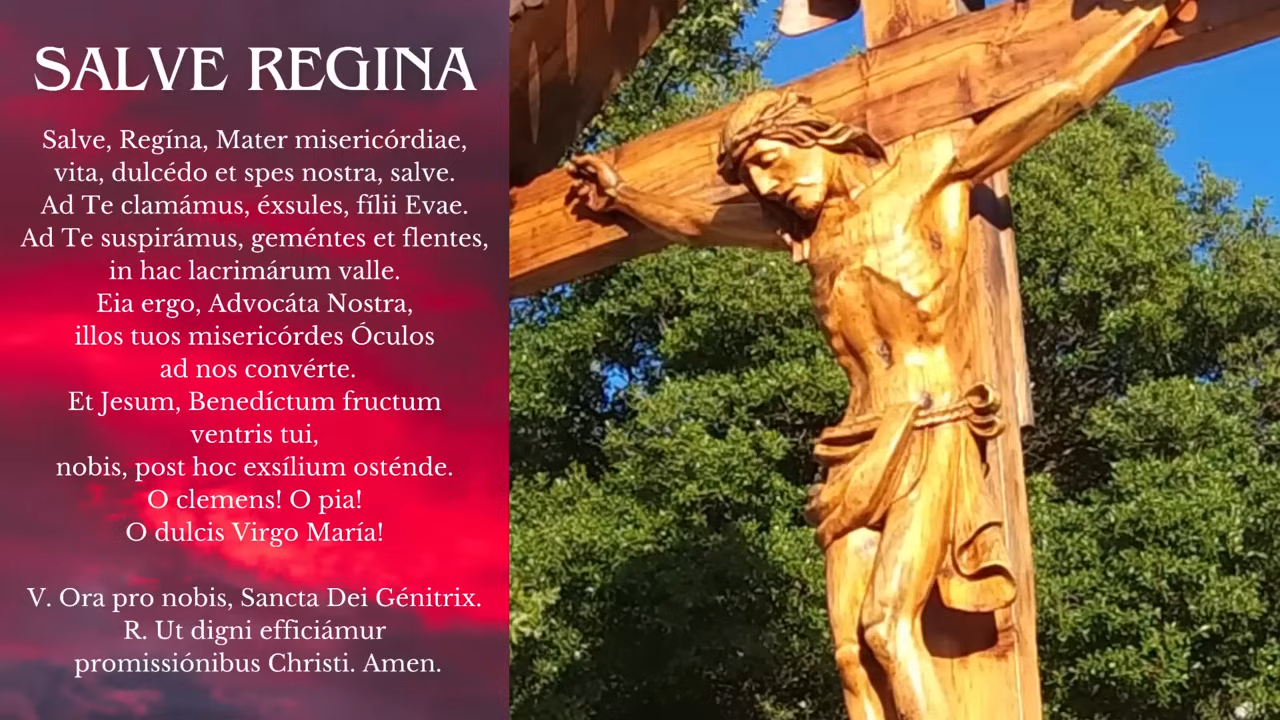 SALVE REGINA
Salve, Regína, Mater misericórdiae,
vita, dulcédo et spes nostra, salve.
Ad Te clamámus, éxsules, fílii Evae.
Ad Te suspirámus, geméntes et flentes,
in hac lacrimárum valle.
Eia ergo, Advocáta Nostra,
illos tuos misericórdes Óculos
ad nos convérte.
Et Jesum, Benedíctum fructum
ventris tui,
nobis, post hoc exsílium osténde.
O clemens! O pia!
O dulcis Virgo María!
V. Ora pro nobis, Sancta Dei Génitrix.
R. Ut digni efficiámur
promissiónibus Christi. Amen.